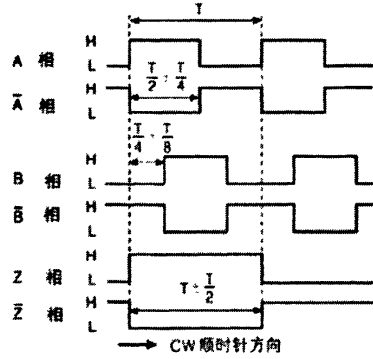 T
A 相 H
L
T/2 ± T/4
A̅ 相 H
L
T/4 ± T/8
B 相 H
L
B̅ 相 H
L
Z 相 H
L
T ± T/2
Z̅ 相 H
L
CW 顺时针方向